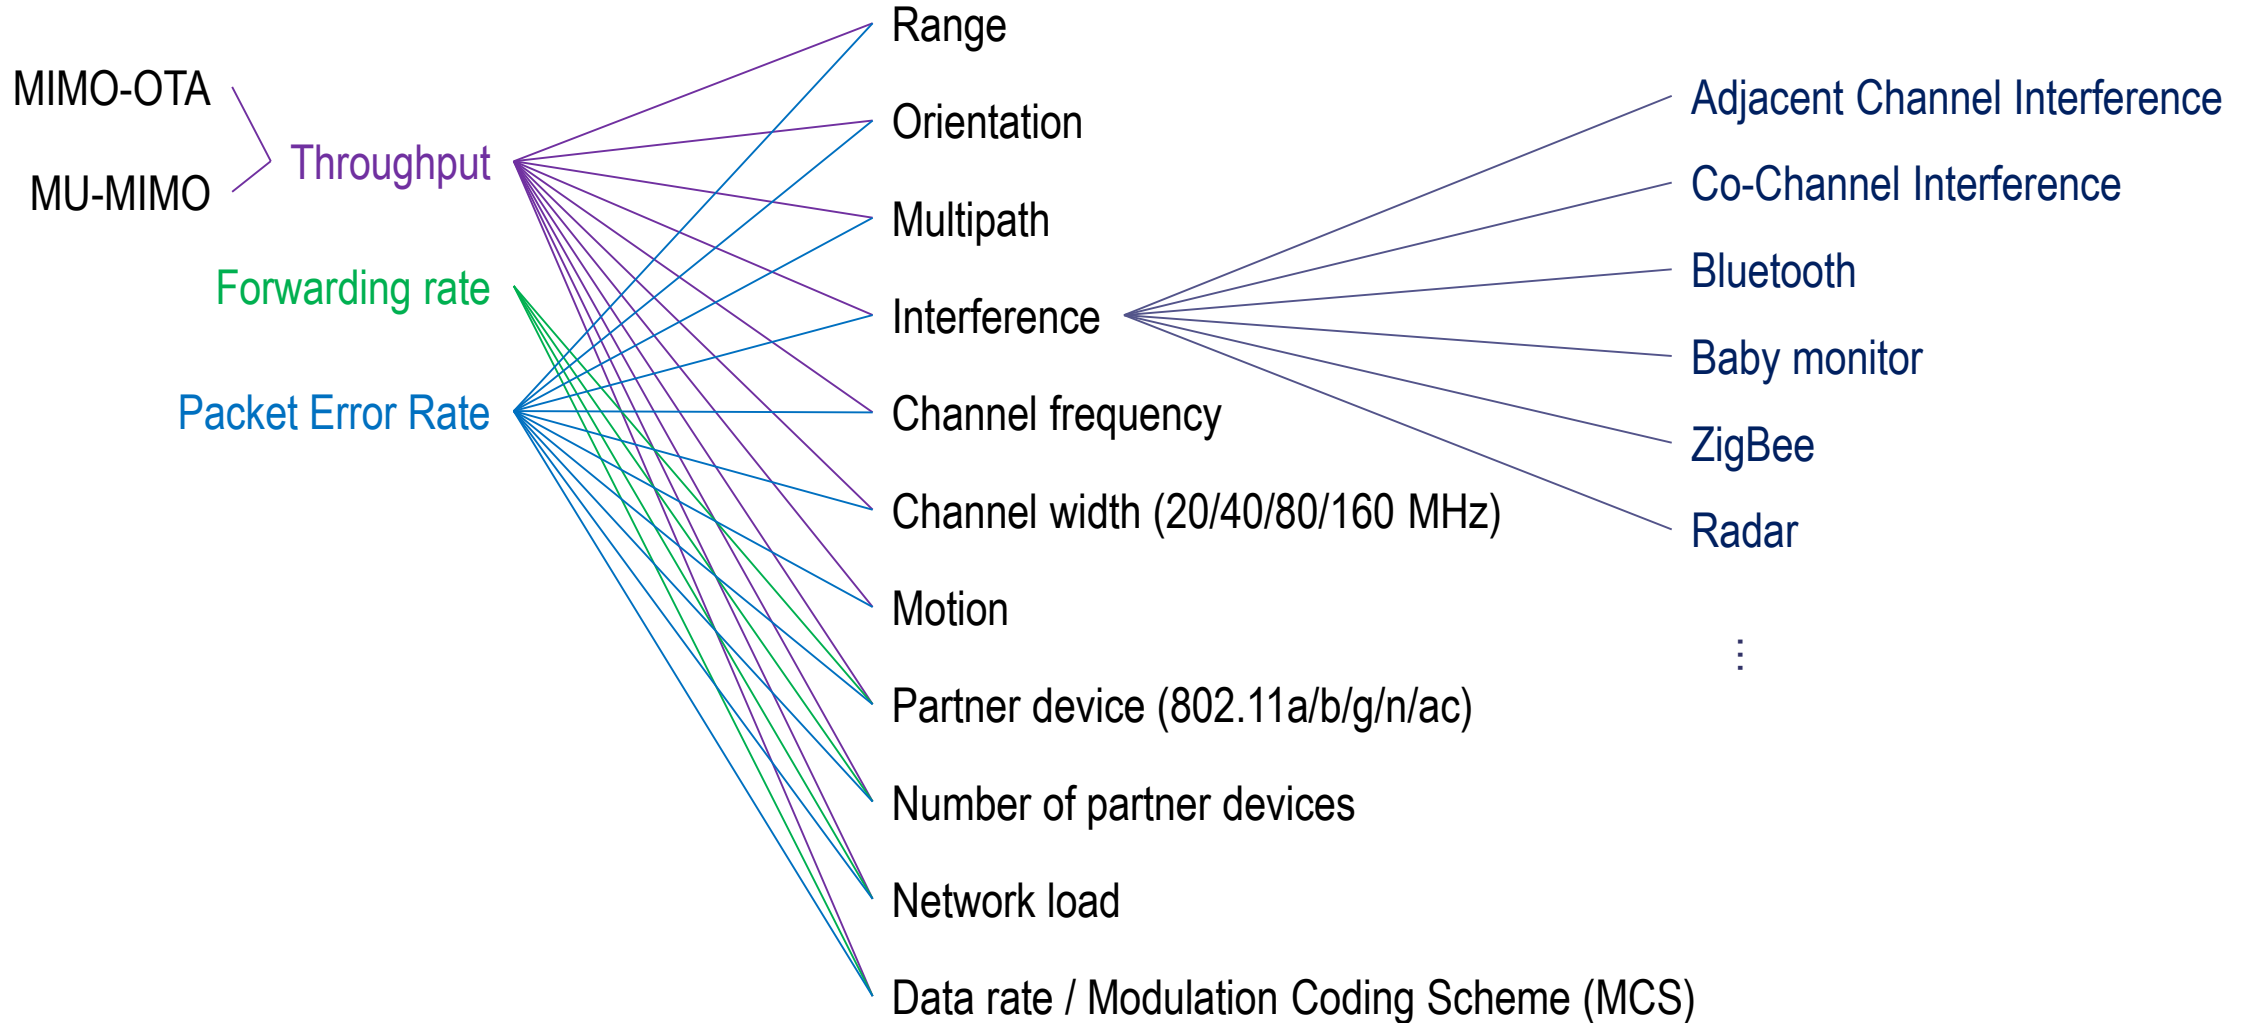 MIMO-OTA
MU-MIMO
Throughput
Forwarding rate
Packet Error Rate
Range
Orientation
Multipath
Interference
Channel frequency
Channel width (20/40/80/160 MHz)
Motion
Partner device (802.11a/b/g/n/ac)
Number of partner devices
Network load
Data rate / Modulation Coding Scheme (MCS)
Adjacent Channel Interference
Co-Channel Interference
Bluetooth
Baby monitor
ZigBee
Radar
⋮